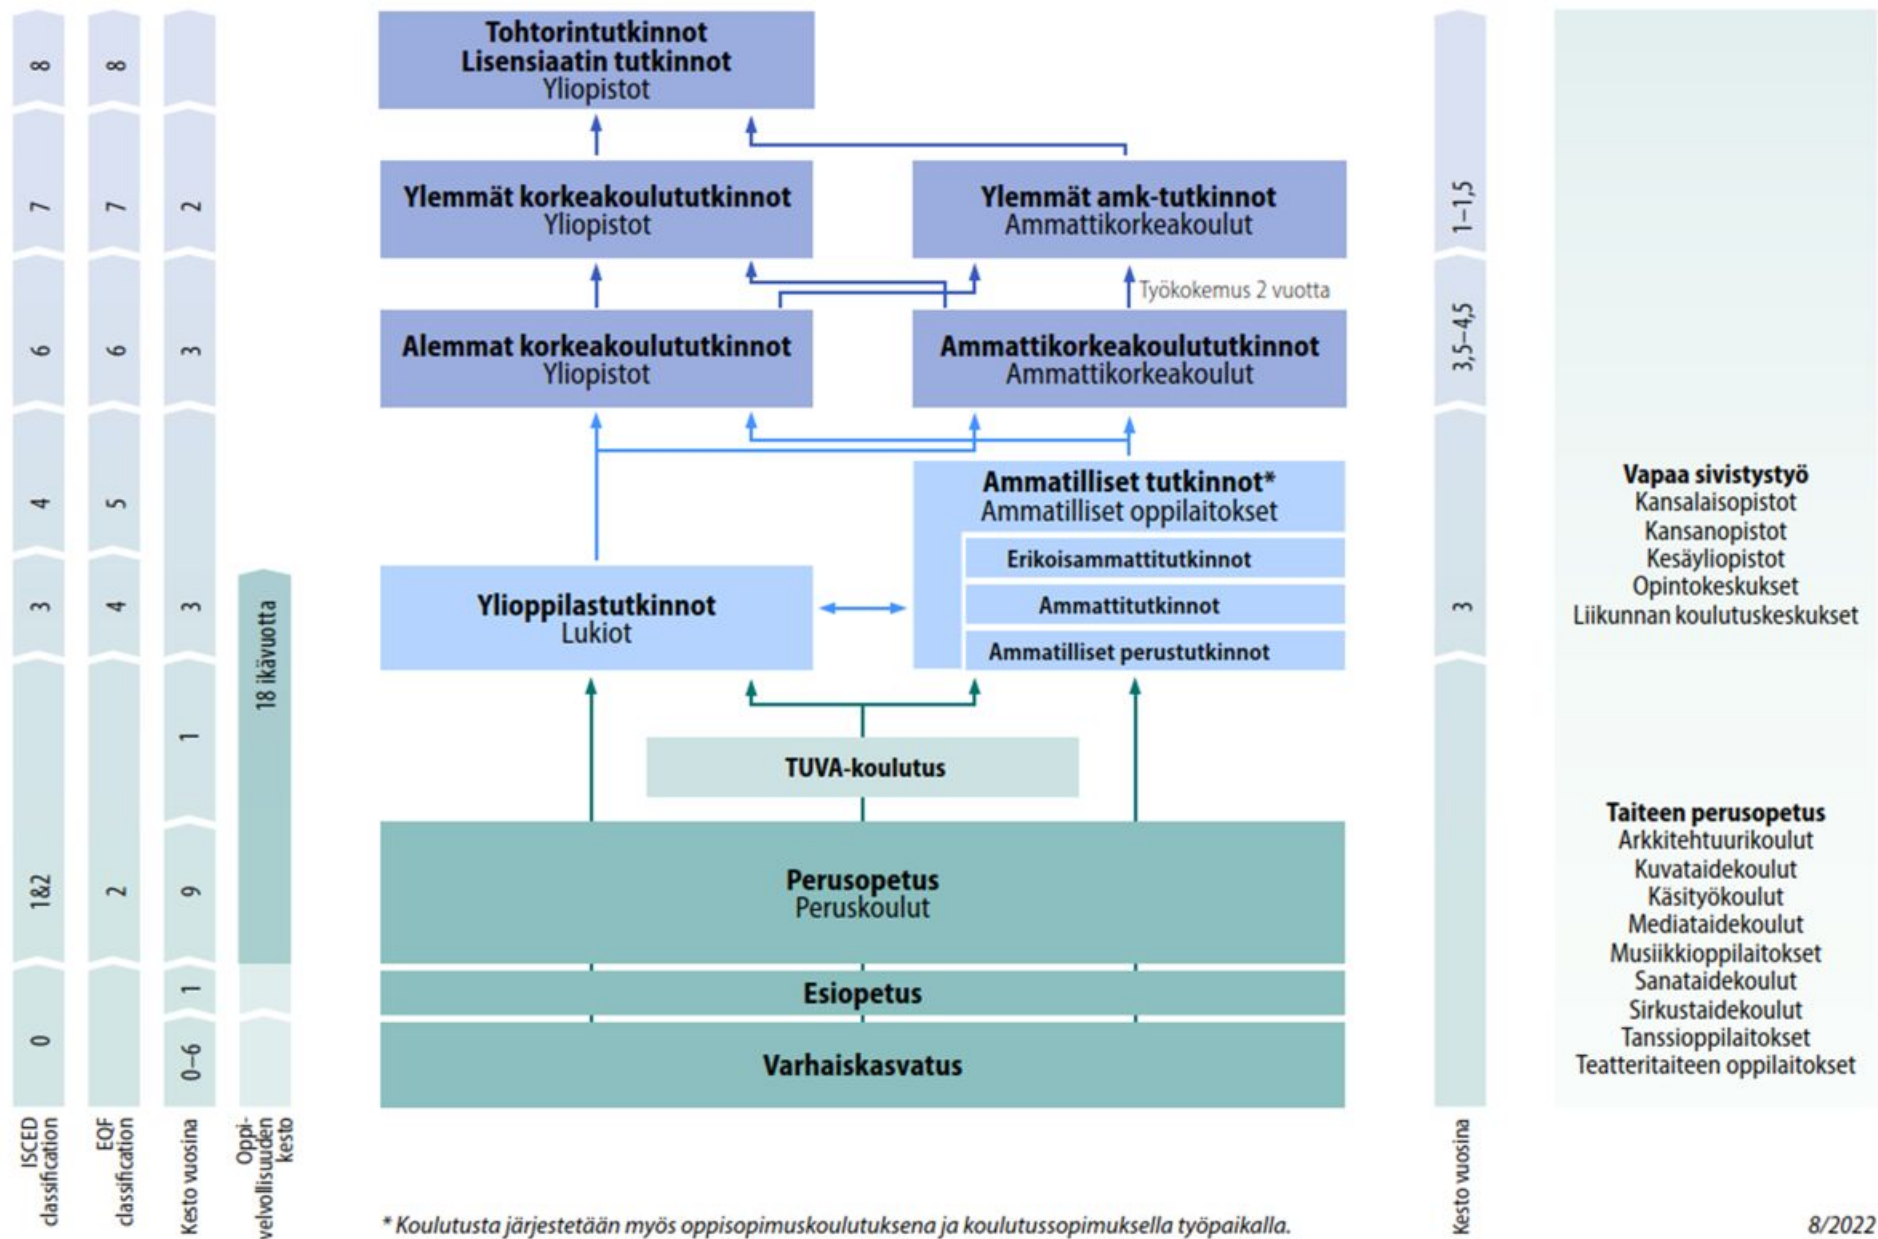 8
7
6
4
3
1&2
0
ISCED
classification
8
7
6
5
4
2
EQF
classification
2
3
3
1
9
1
0–6
Kesto vuosina
18 ikävuotta
Oppi-
velvollisuuden
kesto
Tohtorintutkinnot
Lisensiaatin tutkinnot
Yliopistot
Ylemmät korkeakoulututkinnot
Yliopistot
Ylemmät amk-tutkinnot
Ammattikorkeakoulut
Työkokemus 2 vuotta
Alemmat korkeakoulututkinnot
Yliopistot
Ammattikorkeakoulututkinnot
Ammattikorkeakoulut
Ammatilliset tutkinnot*
Ammatilliset oppilaitokset
Erikoisammattitutkinnot
Ammattitutkinnot
Ammatilliset perustutkinnot
Ylioppilastutkinnot
Lukiot
TUVA-koulutus
Perusopetus
Peruskoulut
Esiopetus
Varhaiskasvatus
1–1,5
3,5–4,5
3
Kesto vuosina
Vapaa sivistystyö
Kansalaisopistot
Kansanopistot
Kesäyliopistot
Opintokeskukset
Liikunnan koulutuskeskukset
Taiteen perusopetus
Arkkitehtuurikoulut
Kuvataidekoulut
Käsityökoulut
Mediataidekoulut
Musiikkioppilaitokset
Sanataidekoulut
Sirkustaidekoulut
Tanssioppilaitokset
Teatteritaiteen oppilaitokset
* Koulutusta järjestetään myös oppisopimuskoulutuksena ja koulutussopimuksella työpaikalla.
8/2022